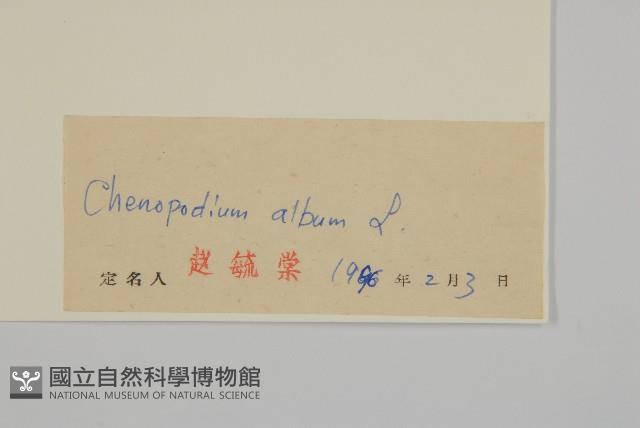 Chenopodium album L.
定名人 赵毓棠 年 2 月 3 日
國立自然科學博物館
NATIONAL MUSEUM OF NATURAL SCIENCE